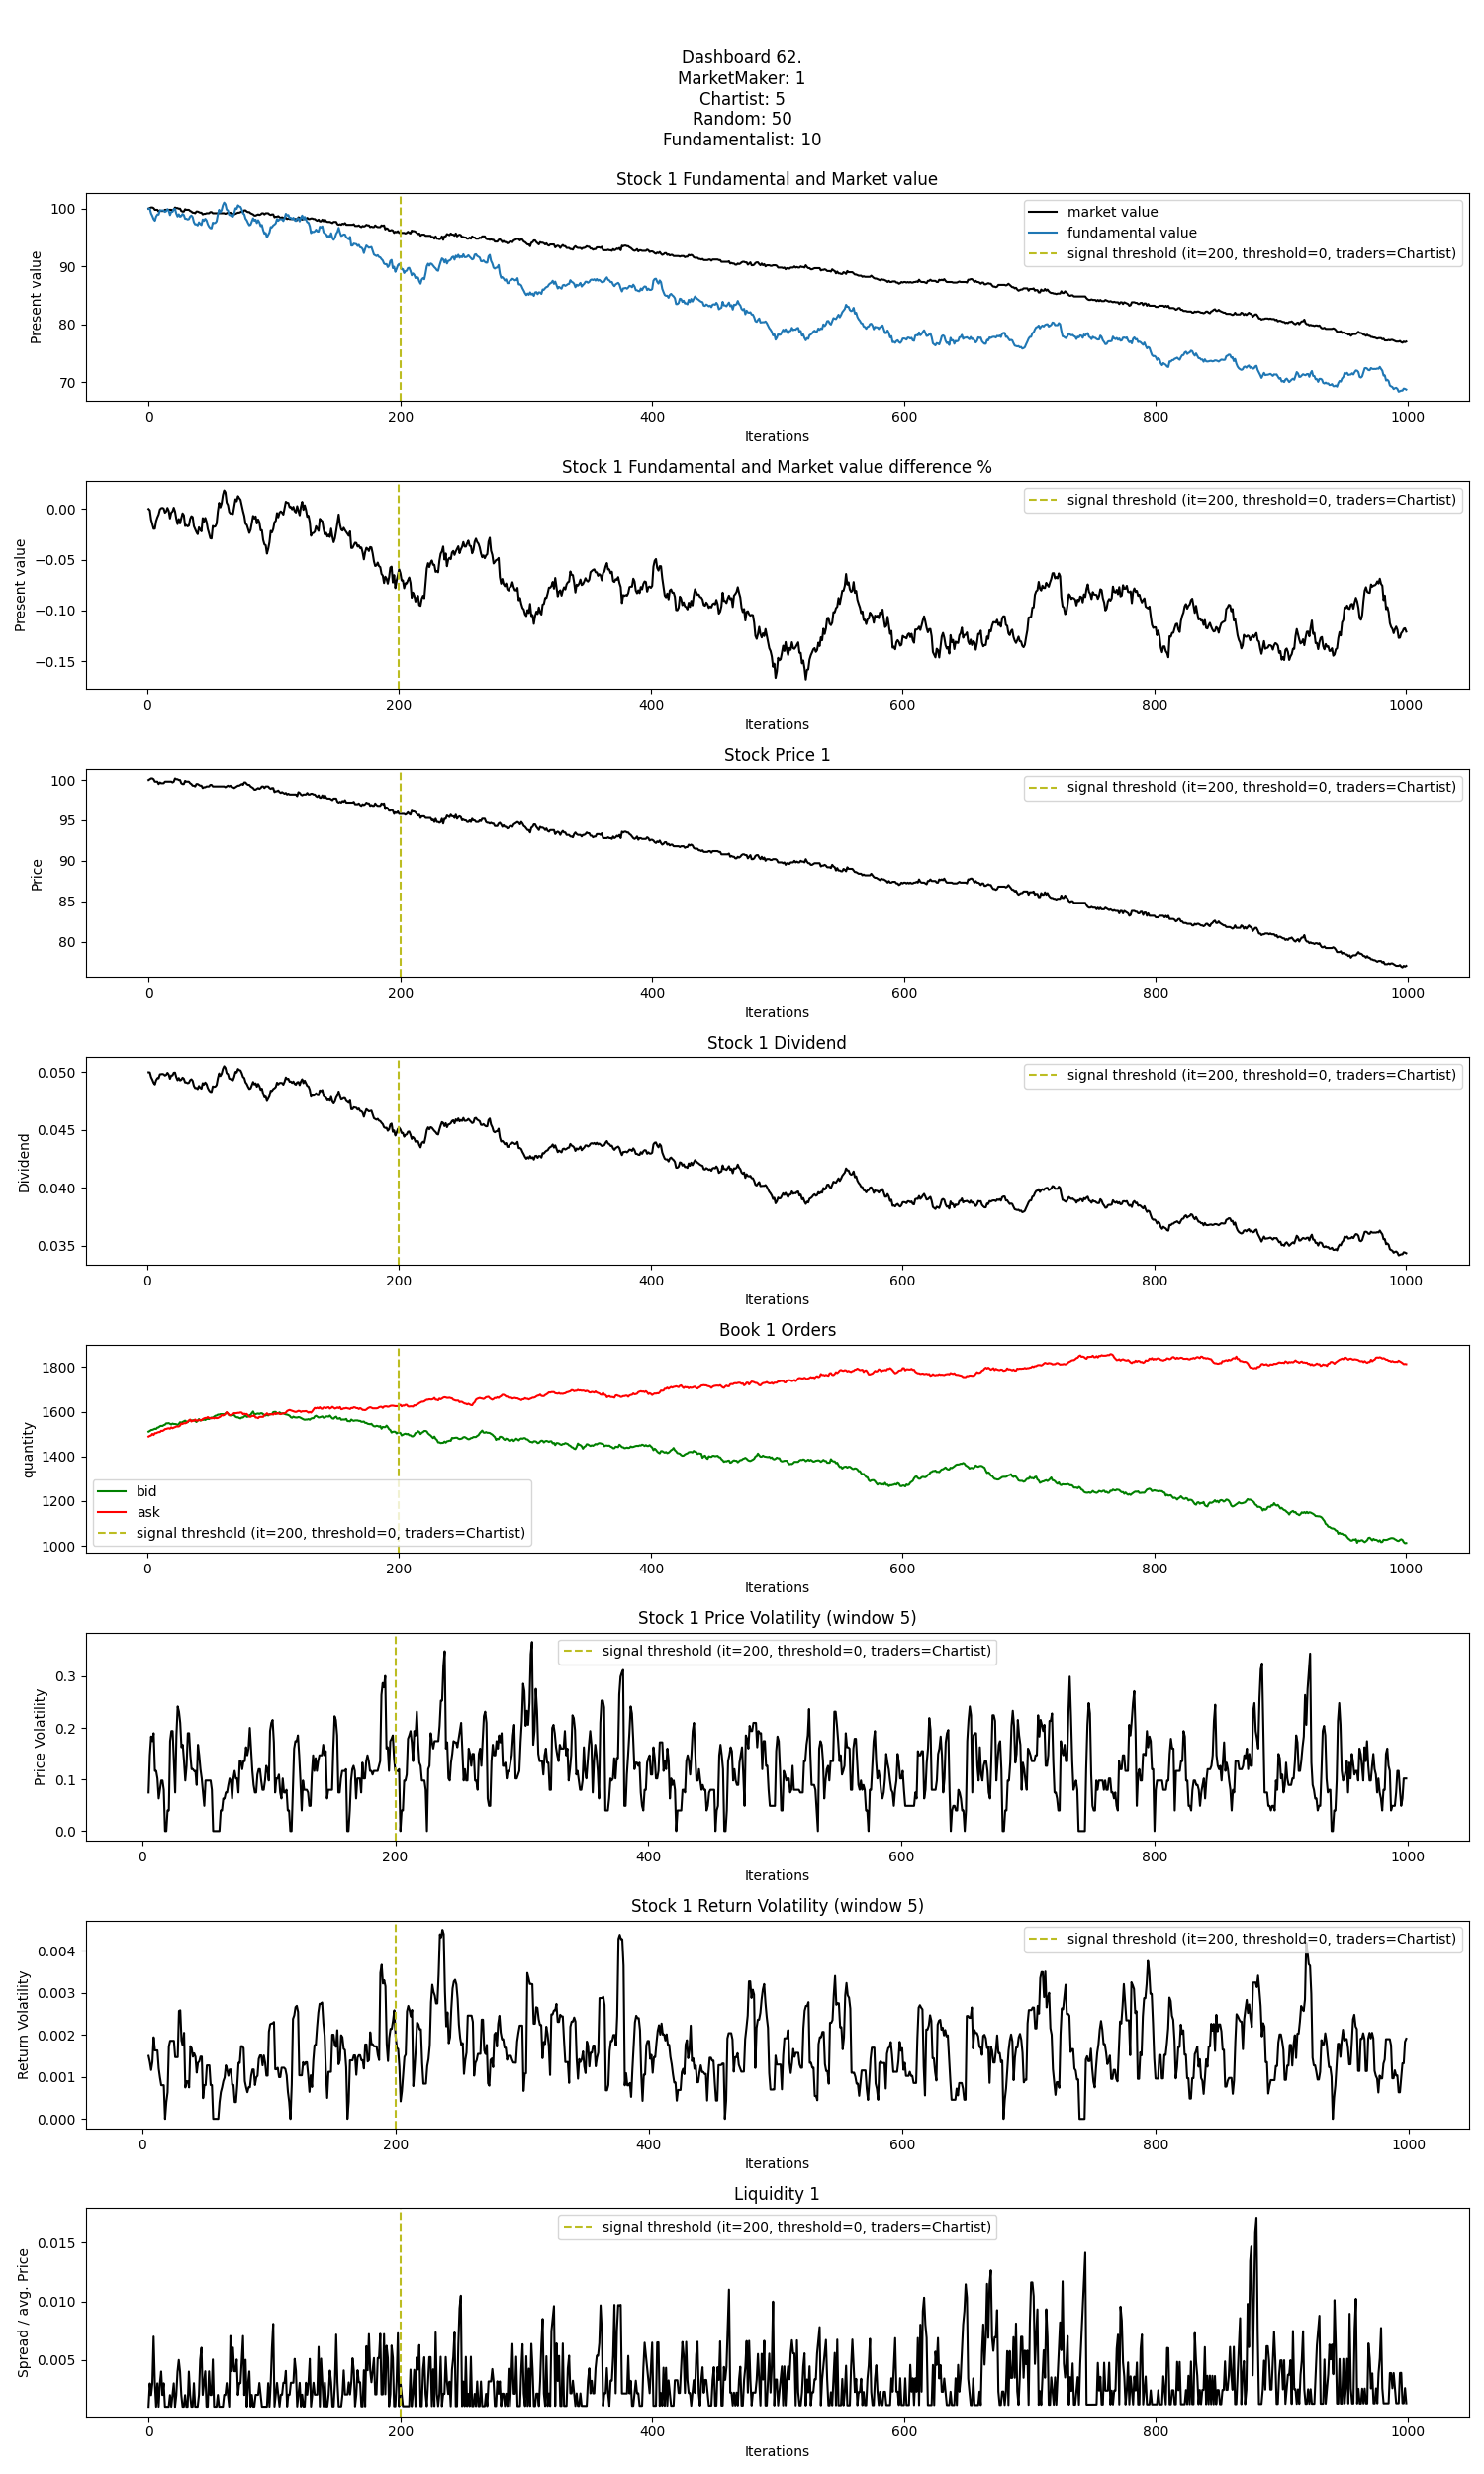 Dashboard 62.
MarketMaker: 1
Chartist: 5
Random: 50
Fundamentalist: 10
Stock 1 Fundamental and Market value
market value
fundamental value
signal threshold (it=200, threshold=0, traders=Chartist)
Present value
100
90
80
70
0 200 400 600 800 1000
Iterations
Stock 1 Fundamental and Market value difference %
signal threshold (it=200, threshold=0, traders=Chartist)
Present value
0.00
−0.05
−0.10
−0.15
0 200 400 600 800 1000
Iterations
Stock Price 1
signal threshold (it=200, threshold=0, traders=Chartist)
Price
100
95
90
85
80
0 200 400 600 800 1000
Iterations
Stock 1 Dividend
signal threshold (it=200, threshold=0, traders=Chartist)
Dividend
0.050
0.045
0.040
0.035
0 200 400 600 800 1000
Iterations
Book 1 Orders
quantity
1800
1600
1400
1200
1000
bid
ask
signal threshold (it=200, threshold=0, traders=Chartist)
0 200 400 600 800 1000
Iterations
Stock 1 Price Volatility (window 5)
signal threshold (it=200, threshold=0, traders=Chartist)
Price Volatility
0.3
0.2
0.1
0.0
0 200 400 600 800 1000
Iterations
Stock 1 Return Volatility (window 5)
signal threshold (it=200, threshold=0, traders=Chartist)
Return Volatility
0.004
0.003
0.002
0.001
0.000
0 200 400 600 800 1000
Iterations
Liquidity 1
signal threshold (it=200, threshold=0, traders=Chartist)
Spread / avg. Price
0.015
0.010
0.005
0 200 400 600 800 1000
Iterations